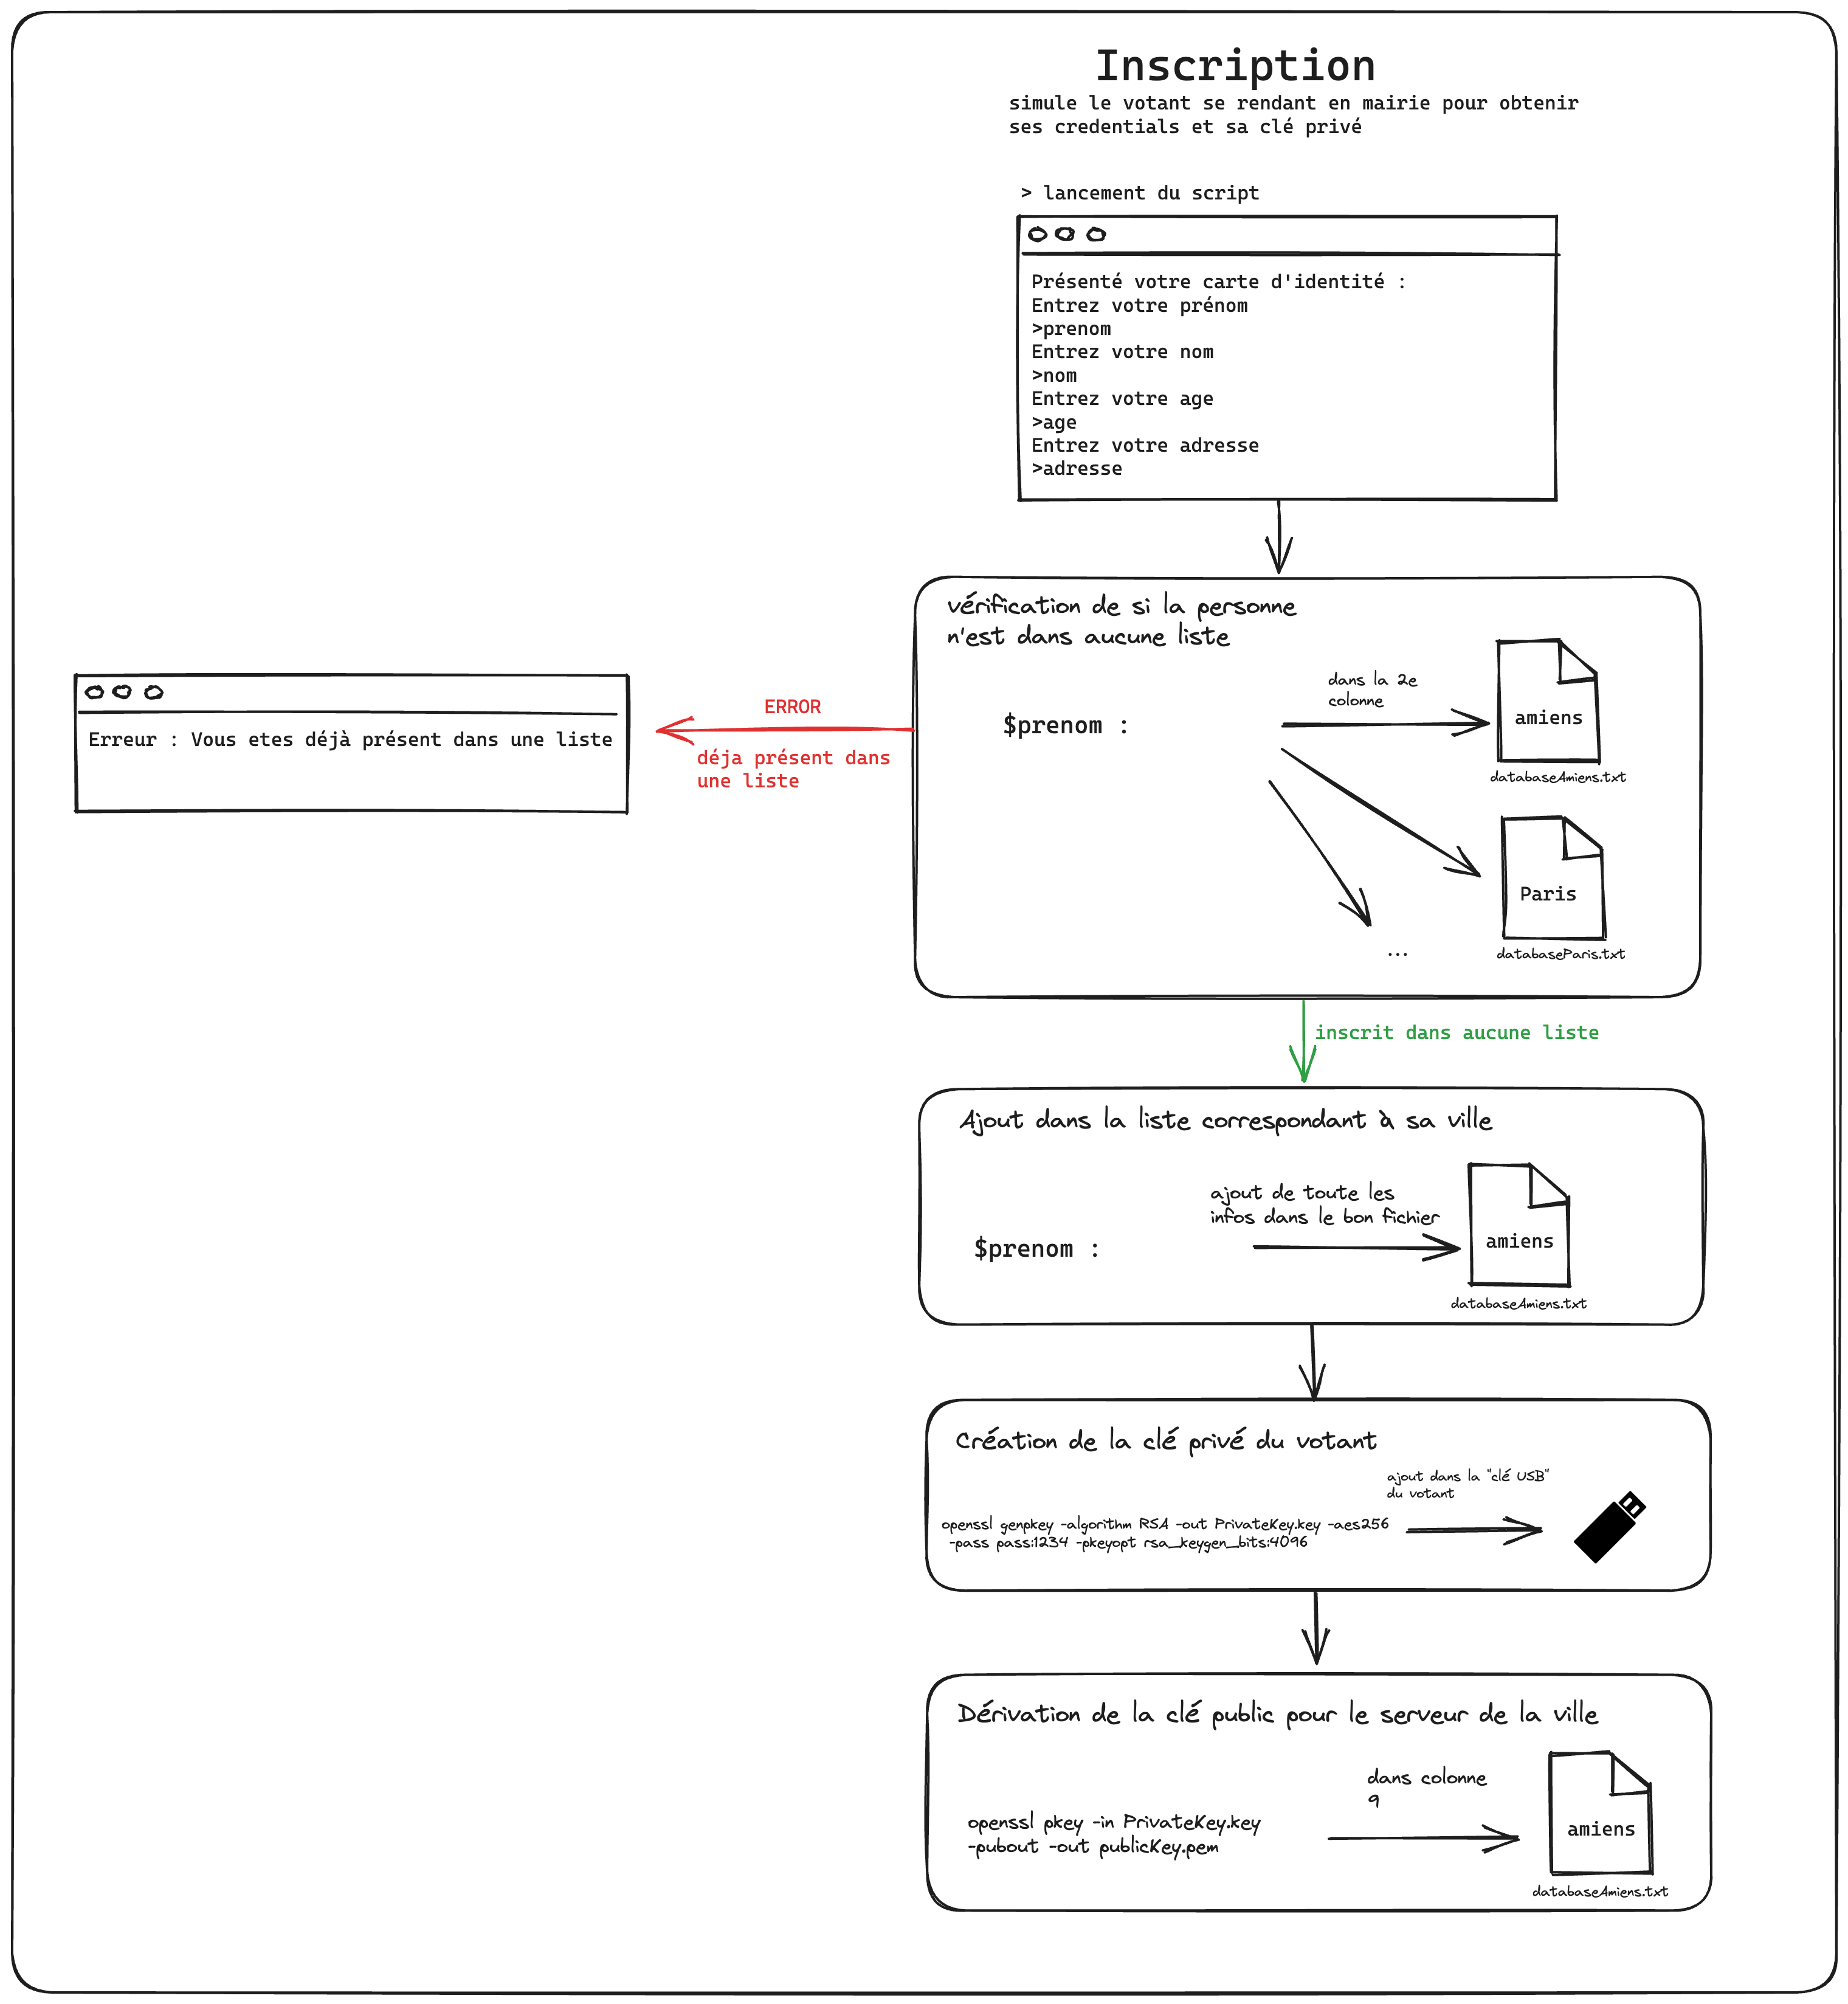 Inscription
simule le votant se rendant en mairie pour obtenir
ses credentials et sa clé privé
> lancement du script
Présenté votre carte d'identité :
Entrez votre prénom
>prenom
Entrez votre nom
>nom
Entrez votre age
>age
Entrez votre adresse
>adresse
vérification de si la personne
n'est dans aucune liste
dans la 2e
colonne
$prenom :
amiens
databaseAmiens.txt
Paris
databaseParis.txt
...
ERROR
déja présent dans
une liste
Erreur : Vous etes déjà présent dans une liste
inscrit dans aucune liste
Ajout dans la liste correspondant à sa ville
ajout de toute les
infos dans le bon fichier
$prenom :
amiens
databaseAmiens.txt
Création de la clé privé du votant
ajout dans la "clé USB"
du votant
openssl genpkey -algorithm RSA -out PrivateKey.key -aes256
-pass pass:1234 -pkeyopt rsa_keygen_bits:4096
Dérivation de la clé public pour le serveur de la ville
dans colonne
9
openssl pkey -in PrivateKey.key
-pubout -out publicKey.pem
amiens
databaseAmiens.txt